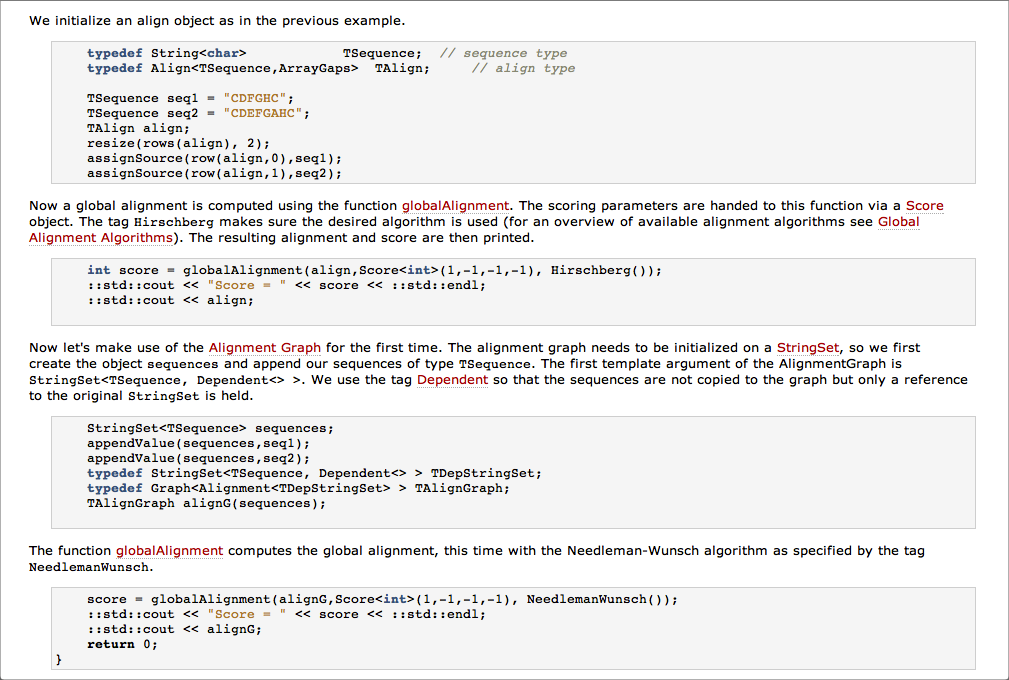 We initialize an align object as in the previous example.
typedef String<char> TSequence; // sequence type
typedef Align<TSequence,ArrayGaps> TAlign; // align type
TSequence seq1 = "CDFGHC";
TSequence seq2 = "CDEFGAHC";
TAlign align;
resize(rows(align), 2);
assignSource(row(align,0),seq1);
assignSource(row(align,1),seq2);
Now a global alignment is computed using the function globalAlignment. The scoring parameters are handed to this function via a Score
object. The tag Hirschberg makes sure the desired algorithm is used (for an overview of available alignment algorithms see Global
Alignment Algorithms). The resulting alignment and score are then printed.
int score = globalAlignment(align,Score<int>(1,-1,-1,-1), Hirschberg());
::std::cout << "Score = " << score << ::std::endl;
::std::cout << align;
Now let's make use of the Alignment Graph for the first time. The alignment graph needs to be initialized on a StringSet, so we first
create the object sequences and append our sequences of type TSequence. The first template argument of the AlignmentGraph is
StringSet<TSequence, Dependent<> >. We use the tag Dependent so that the sequences are not copied to the graph but only a reference
to the original StringSet is held.
StringSet<TSequence> sequences;
appendValue(sequences,seq1);
appendValue(sequences,seq2);
typedef StringSet<TSequence, Dependent<> > TDepStringSet;
typedef Graph<Alignment<TDepStringSet> > TAlignGraph;
TAlignGraph alignG(sequences);
The function globalAlignment computes the global alignment, this time with the Needleman-Wunsch algorithm as specified by the tag
NeedlemanWunsch.
score = globalAlignment(alignG,Score<int>(1,-1,-1,-1), NeedlemanWunsch());
::std::cout << "Score = " << score << ::std::endl;
::std::cout << alignG;
return 0;
}